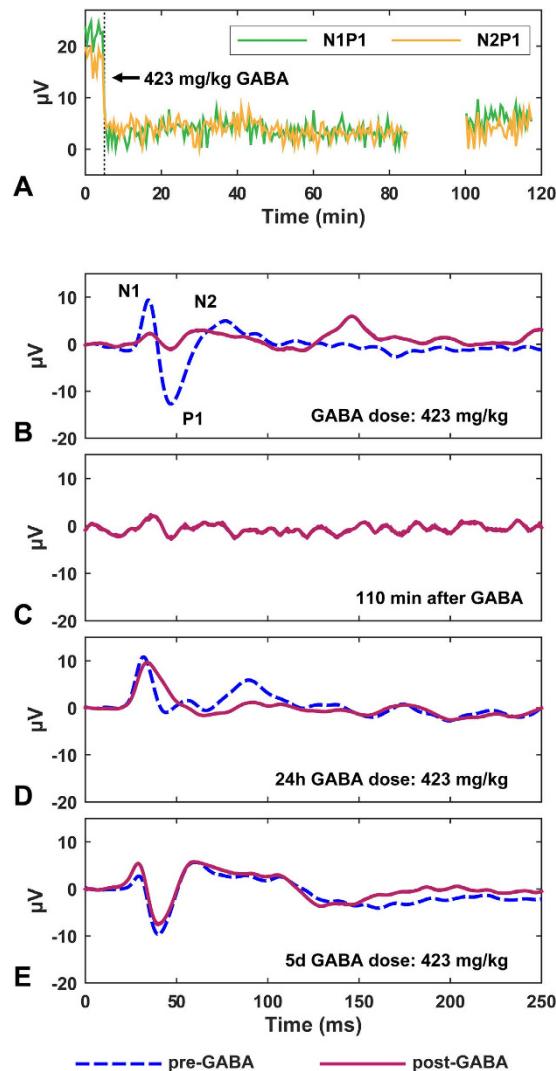 20
10
0
µV
N1P1
N2P1
423 mg/kg GABA
0
20
40
60
80
100
120
A
Time (min)
10
0
-10
-20
µV
N1
N2
P1
B
GABA dose: 423 mg/kg
10
0
-10
-20
µV
C
110 min after GABA
10
0
-10
-20
µV
D
24h GABA dose: 423 mg/kg
10
0
-10
-20
µV
E
5d GABA dose: 423 mg/kg
0
50
100
150
200
250
Time (ms)
pre-GABA
post-GABA